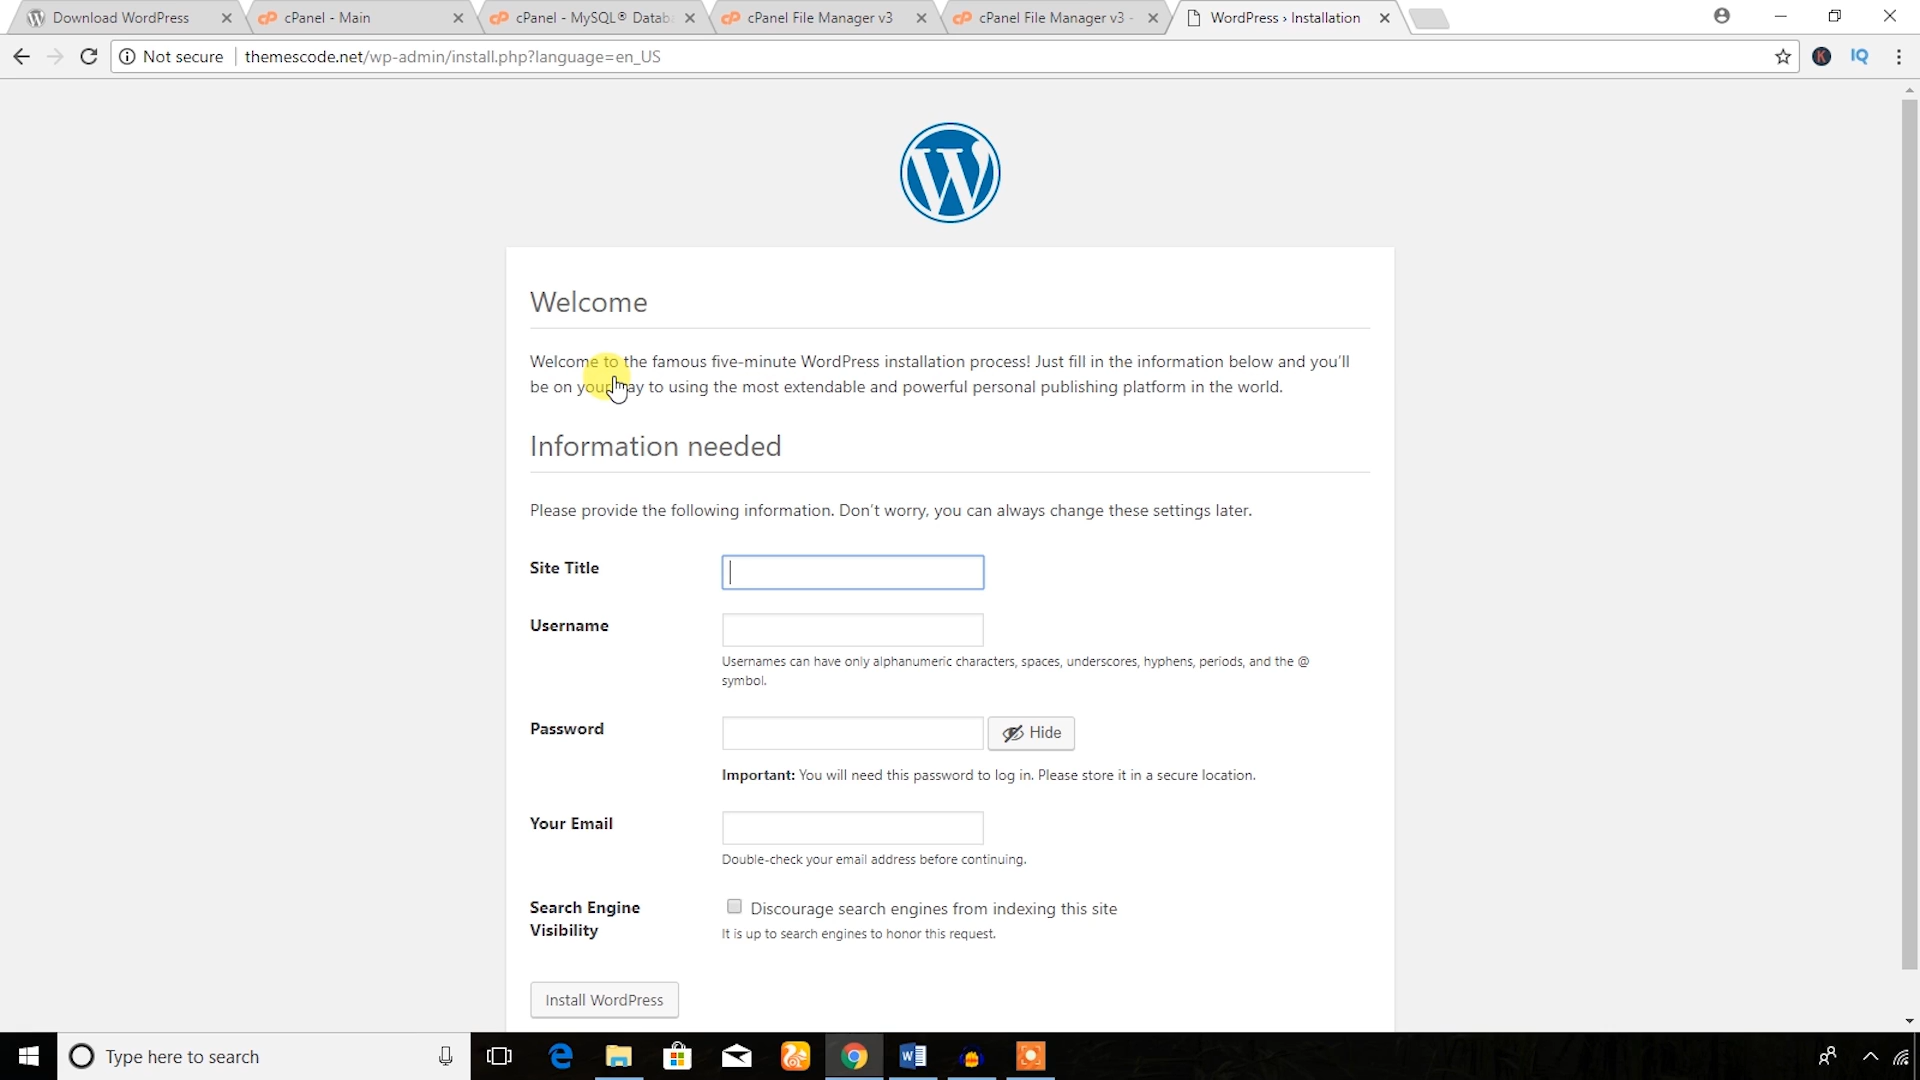 Download WordPress
cPanel - Main
cPanel - MySQL® Datab
cPanel File Manager v3
cPanel File Manager v3 -
WordPress › Installation
Not secure
themescode.net/wp-admin/install.php?language=en_US
K
IQ
Welcome
Welcome to the famous five-minute WordPress installation process! Just fill in the information below and you'll
be on your way to using the most extendable and powerful personal publishing platform in the world.
Information needed
Please provide the following information. Don't worry, you can always change these settings later.
Site Title
Username
Usernames can have only alphanumeric characters, spaces, underscores, hyphens, periods, and the @
symbol.
Password
Hide
Important: You will need this password to log in. Please store it in a secure location.
Your Email
Double-check your email address before continuing.
Search Engine
Visibility
Discourage search engines from indexing this site
It is up to search engines to honor this request.
Install WordPress
Type here to search